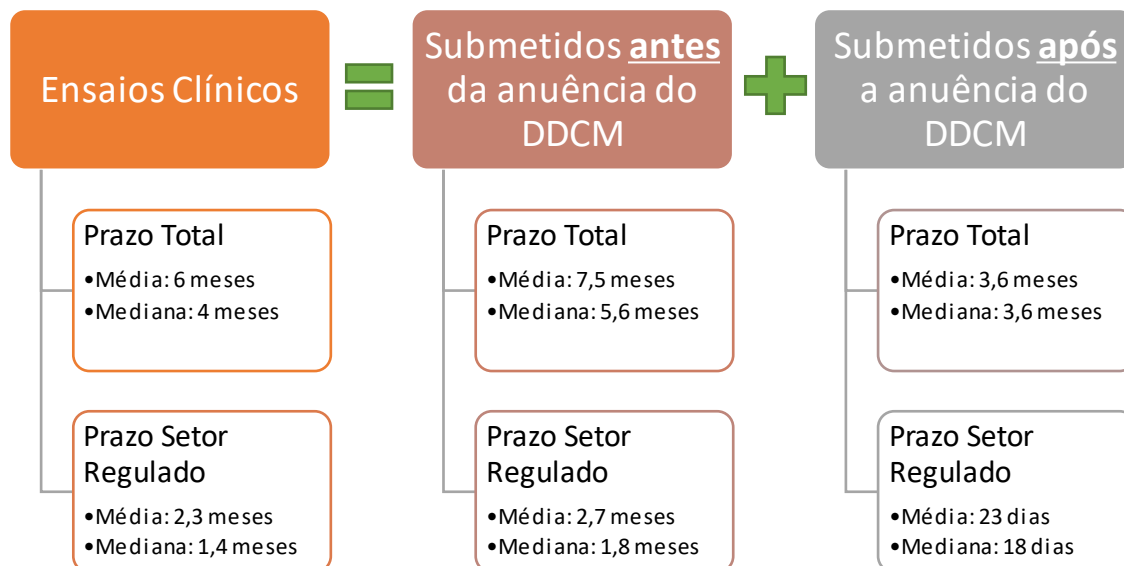 Ensaios Clínicos
Submetidos antes
da anuência do
DDCM
Submetidos após
a anuência do
DDCM
Prazo Total
•Média: 6 meses
•Mediana: 4 meses
Prazo Total
•Média: 7,5 meses
•Mediana: 5,6 meses
Prazo Total
•Média: 3,6 meses
•Mediana: 3,6 meses
Prazo Setor
Regulado
•Média: 2,3 meses
•Mediana: 1,4 meses
Prazo Setor
Regulado
•Média: 2,7 meses
•Mediana: 1,8 meses
Prazo Setor
Regulado
•Média: 23 dias
•Mediana: 18 dias